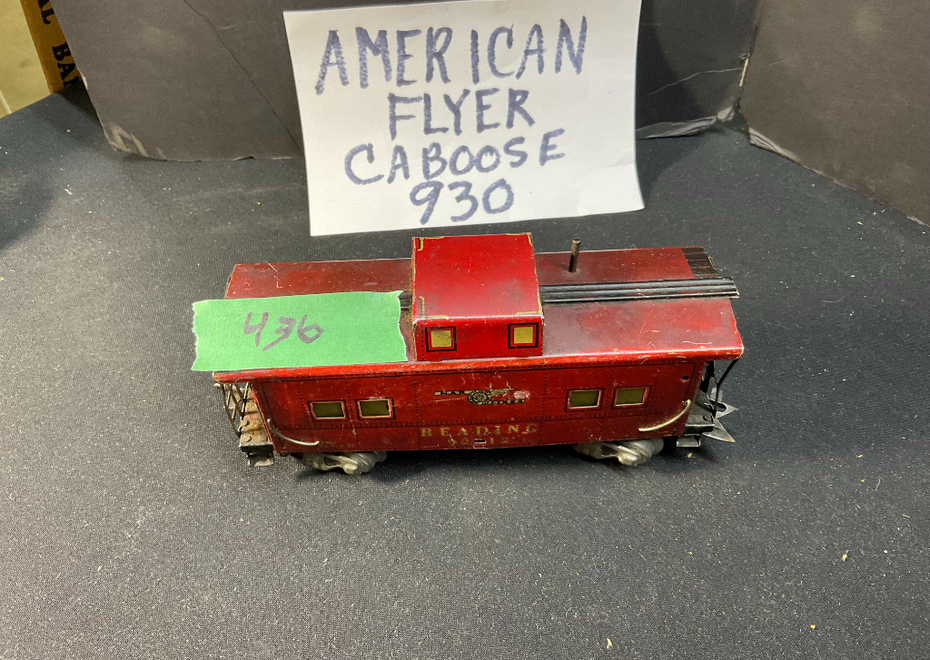 AMERICAN
FLYER
CABOOSE
930
436
READING